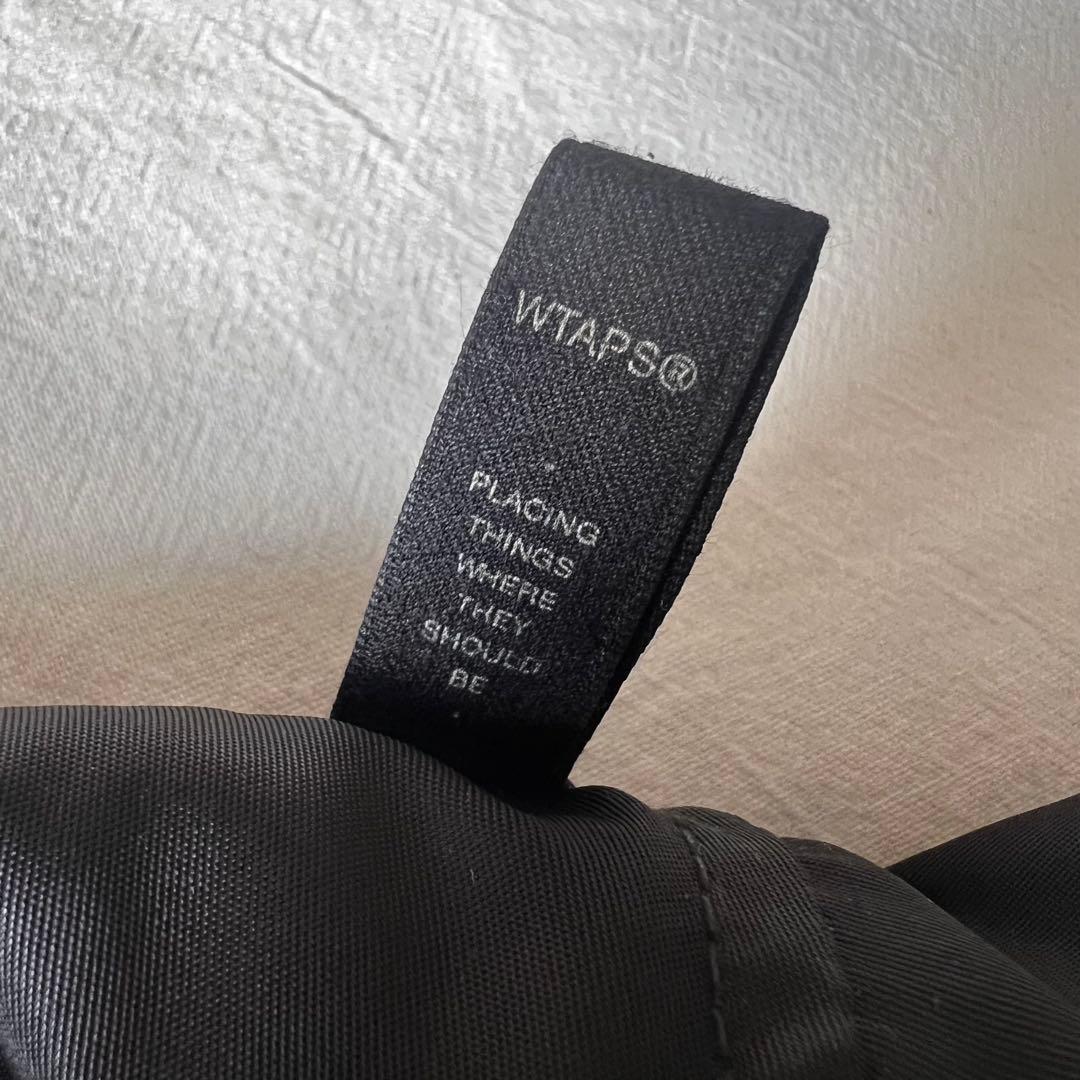 WTAPS®
PLACING
THINGS
WHERE
THEY
SHOULD
BE